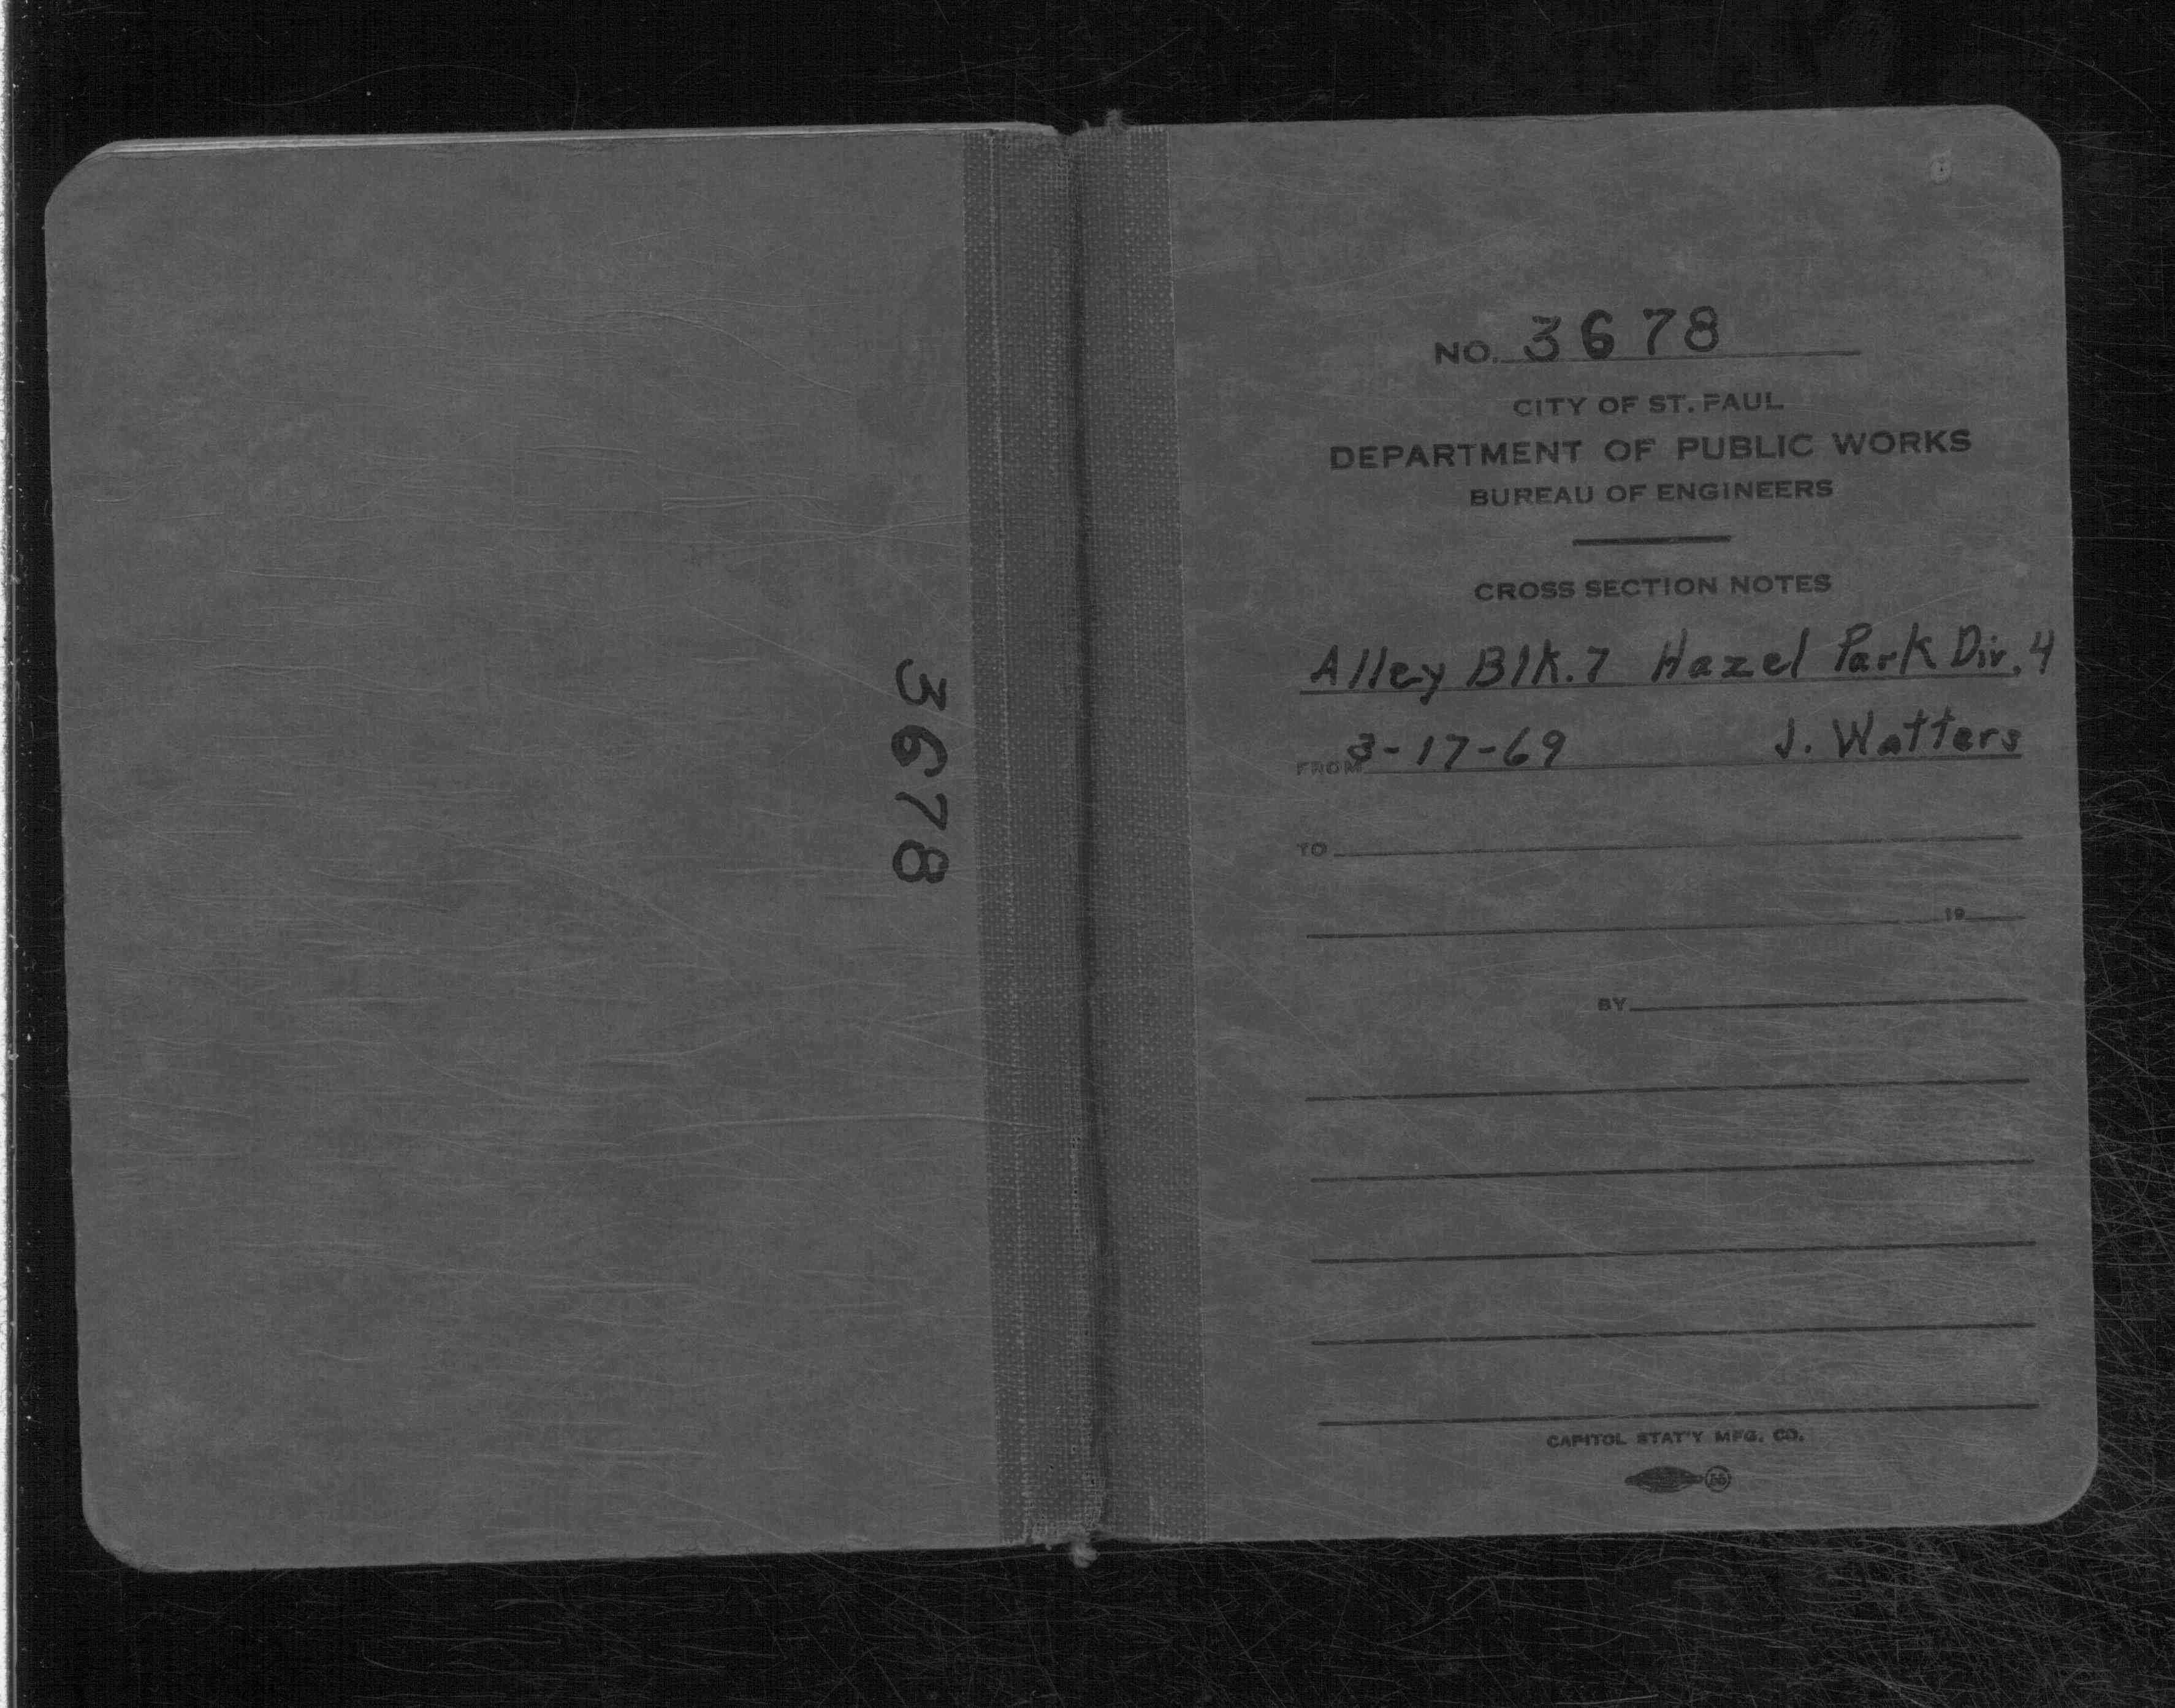 3678
NO. 3678
CITY OF ST. PAUL
DEPARTMENT OF PUBLIC WORKS
BUREAU OF ENGINEERS
CROSS SECTION NOTES
Alley Blk. 7 Hazel Park Div. 4
FROM 3-17-69 J. Watters
TO
19
BY
CAPITOL STAT'Y MFG. CO.